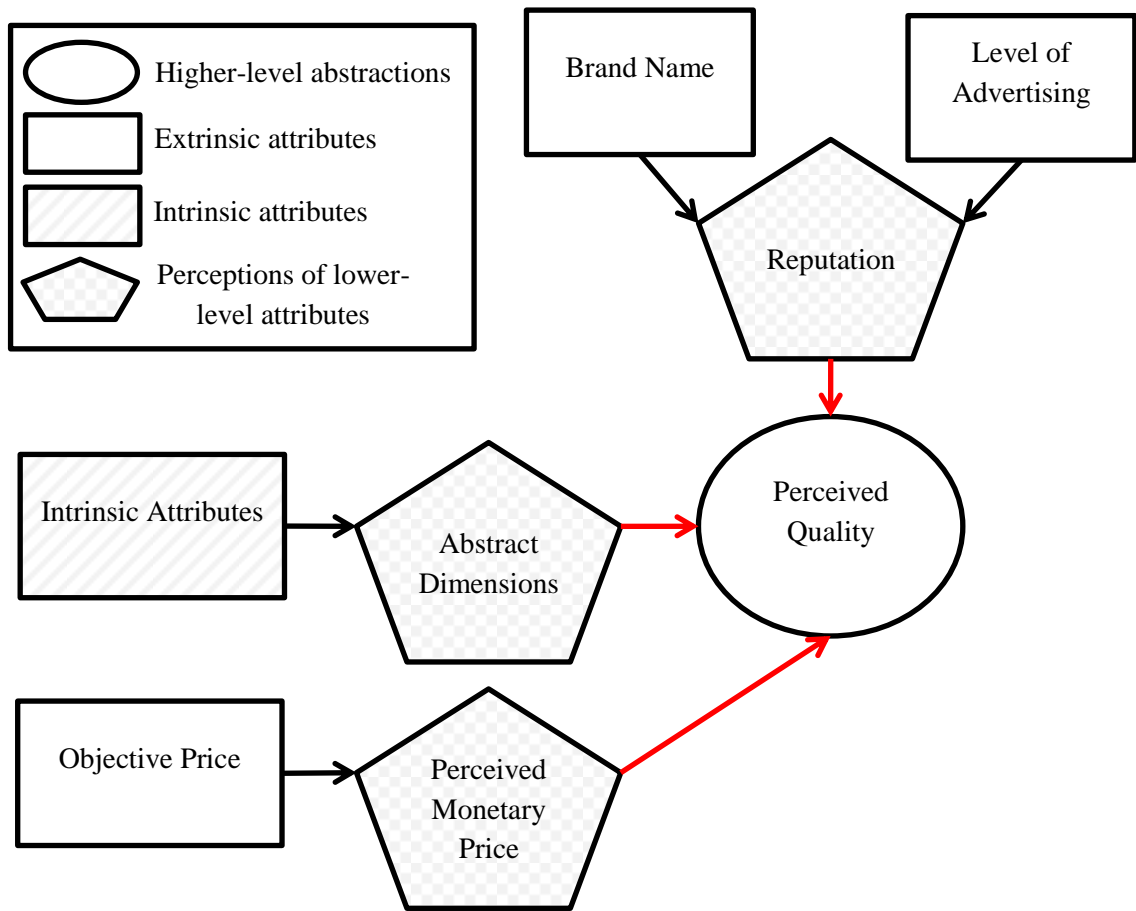 Higher-level abstractions
Extrinsic attributes
Intrinsic attributes
Perceptions of lower-
level attributes
Brand Name
Level of
Advertising
Reputation
Intrinsic Attributes
Abstract
Dimensions
Perceived
Quality
Objective Price
Perceived
Monetary
Price